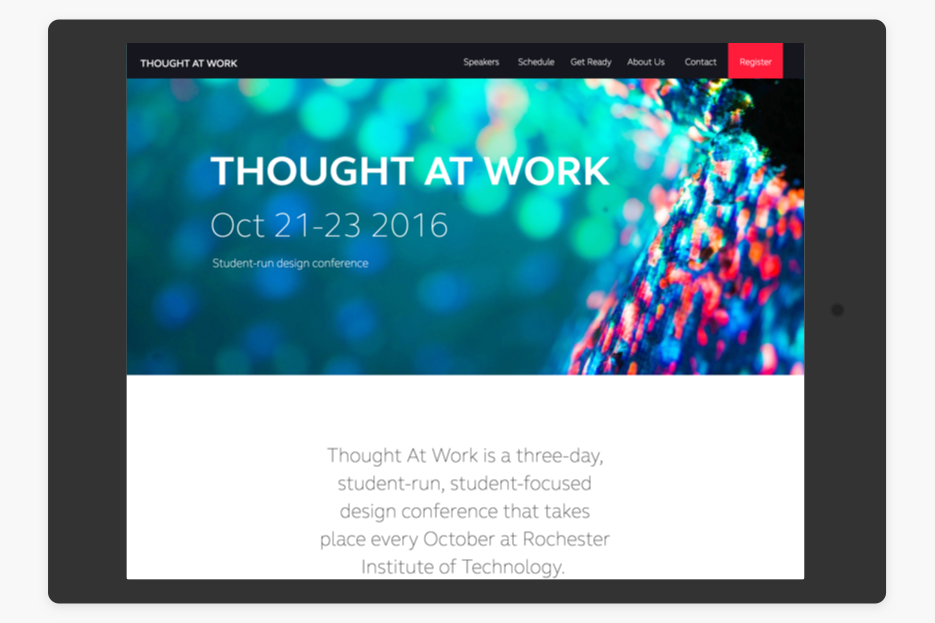 THOUGHT AT WORK
Speakers Schedule Get Ready About Us Contact Register
THOUGHT AT WORK
Oct 21-23 2016
Student-run design conference
Thought At Work is a three-day,
student-run, student-focused
design conference that takes
place every October at Rochester
Institute of Technology.